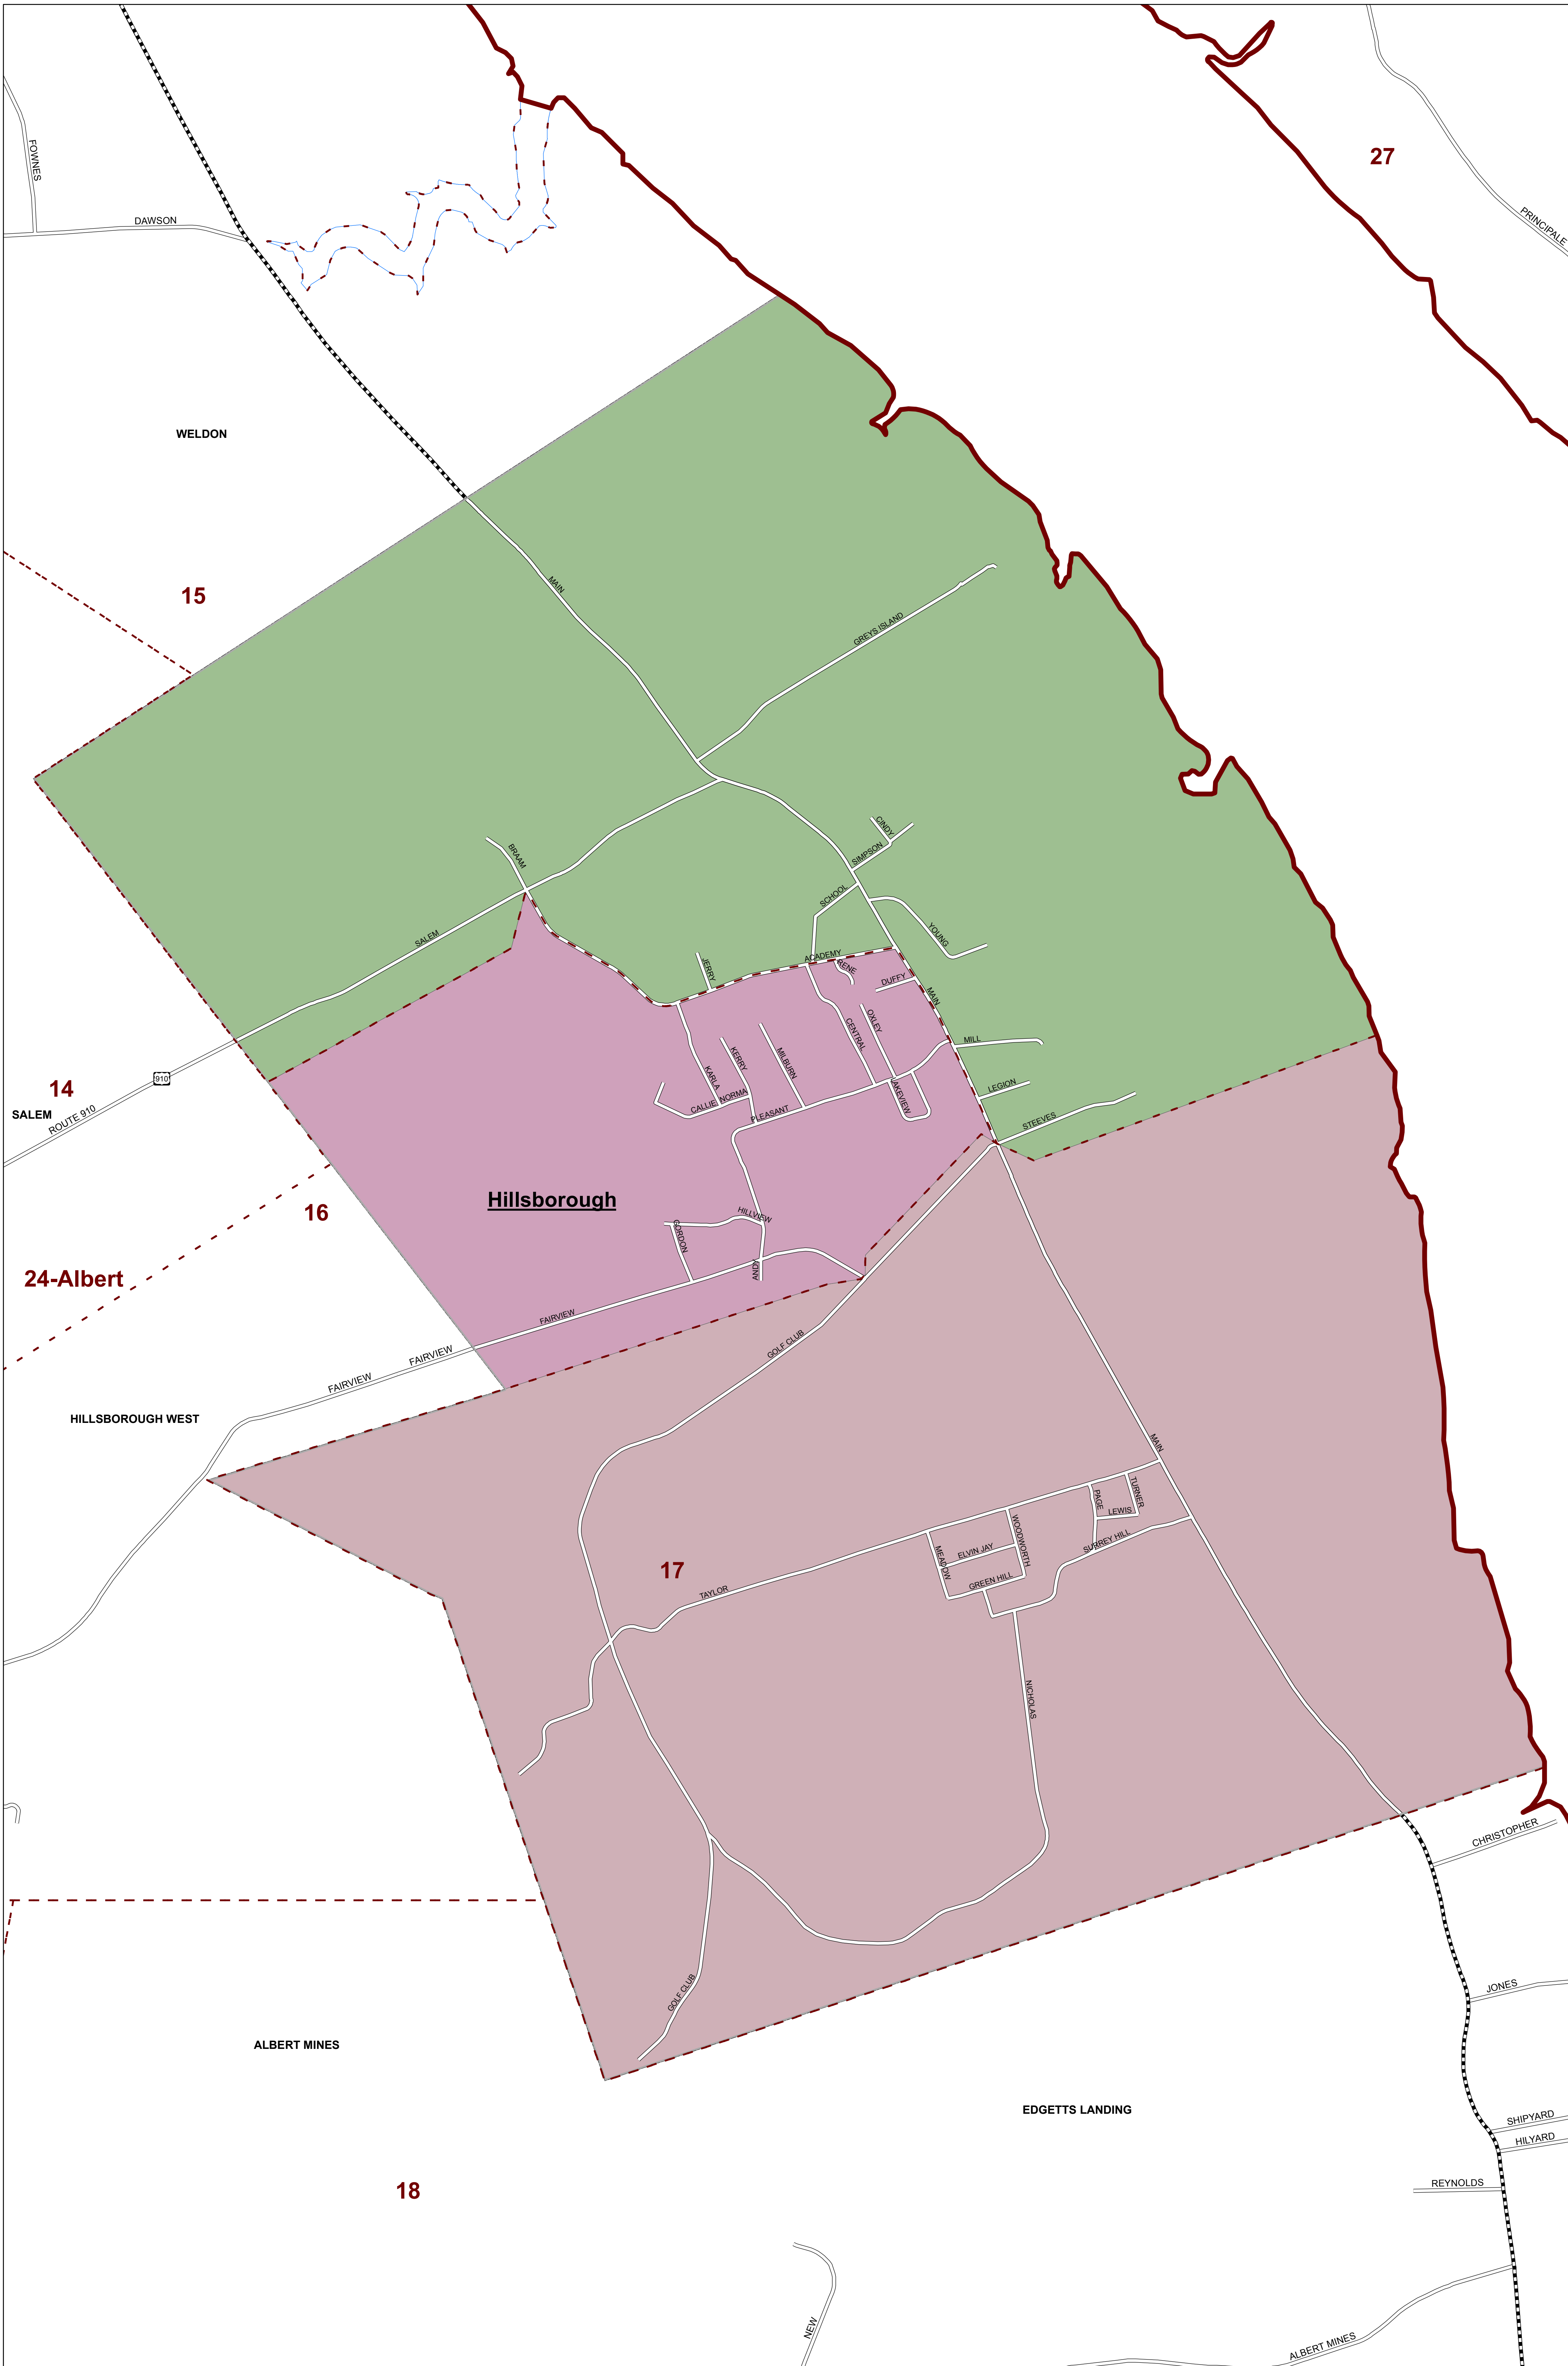 27
FOWNES
PRINCIPALE
DAWSON
WELDON
MAIN
15
GREYS ISLAND
CINDY
SIMPSON
BRAAM
SCHOOL
YOUNG
SALEM
ACADEMY
JERRY
IRENE
DUFFY
MAIN
OXLEY
CENTRAL
MILL
KERRY
MILBURN
KARLA
910
14
LEGION
SALEM
ROUTE 910
CALLIE
NORMA
PLEASANT
STEEVES
Hillsborough
16
HILLVIEW
GORDON
ANDY
24-Albert
FAIRVIEW
GOLF CLUB
FAIRVIEW
FAIRVIEW
HILLSBOROUGH WEST
MAIN
TURNER
PAGE
LEWIS
WOODWORTH
SURREY HILL
MEADOW
ELVIN JAY
17
GREEN HILL
TAYLOR
NICHOLAS
CHRISTOPHER
JONES
GOLF CLUB
ALBERT MINES
EDGETTS LANDING
SHIPYARD
HILYARD
REYNOLDS
18
NEW
ALBERT MINES